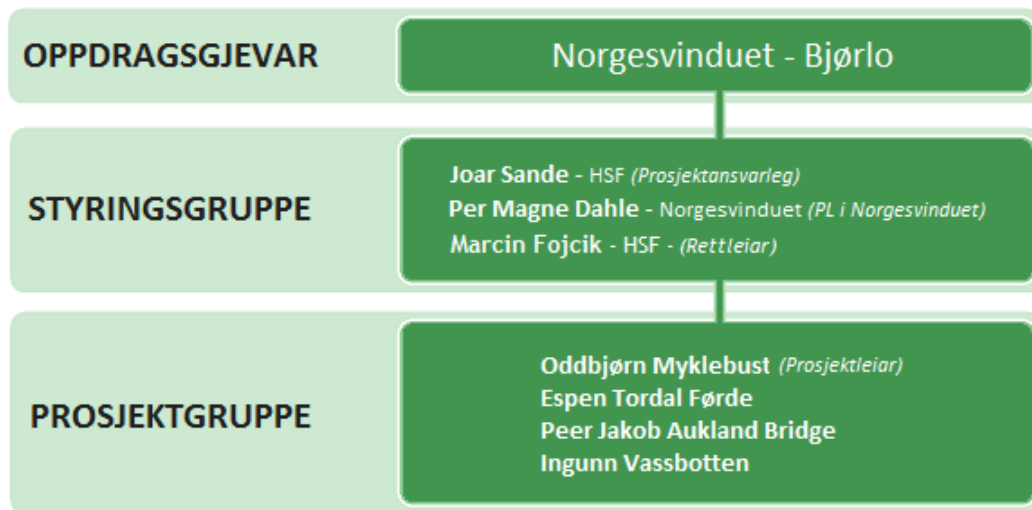 OPPDRAGSGJEVAR
Norgesvinduet - Bjørlo
STYRINGSGRUPPE
Joar Sande - HSF (Prosjektansvarleg)
Per Magne Dahle - Norgesvinduet (PL i Norgesvinduet)
Marcin Fojcik - HSF - (Rettleiar)
PROSJEKTGRUPPE
Oddbjørn Myklebust (Prosjektleiar)
Espen Tordal Førde
Peer Jakob Aukland Bridge
Ingunn Vassbotten